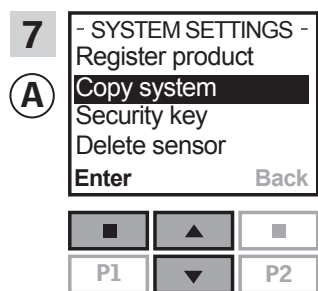 7
A
- SYSTEM SETTINGS -
Register product
Copy system
Security key
Delete sensor
Enter Back
P1 P2